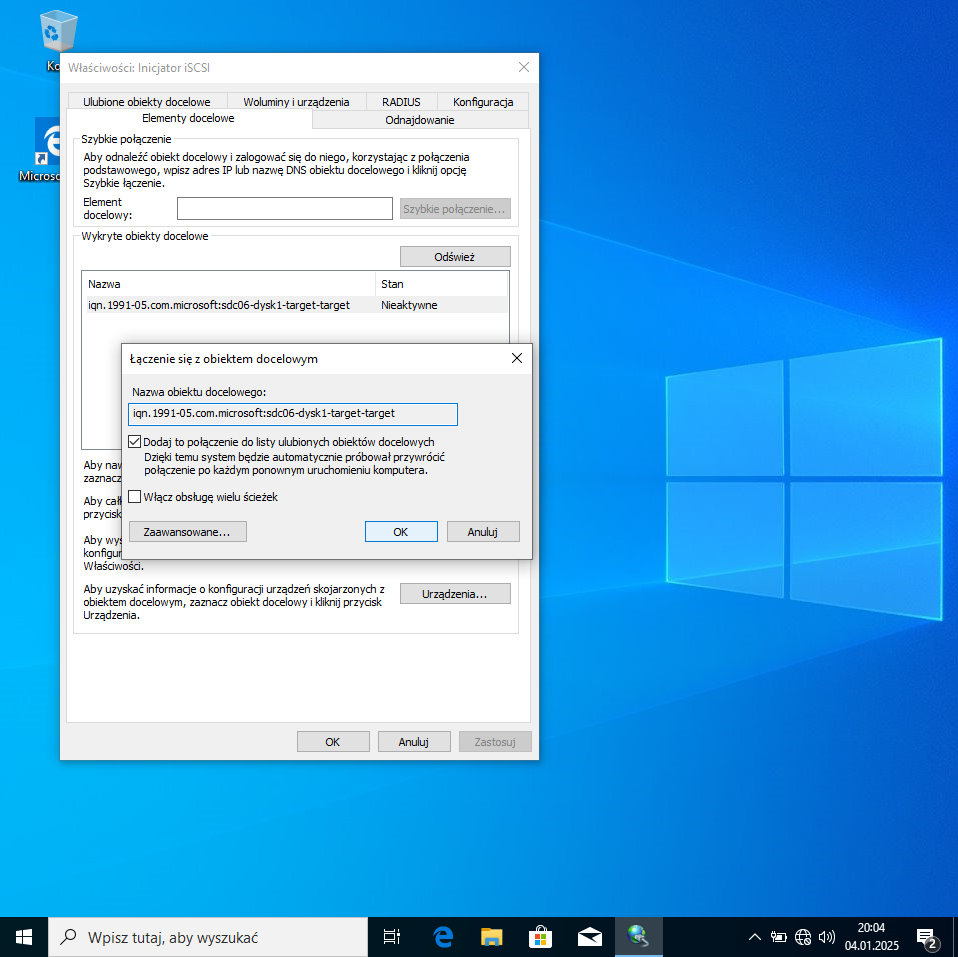 Właściwości: Inicjator iSCSI
Ulubione obiekty docelowe
Woluminy i urządzenia
RADIUS
Konfiguracja
Elementy docelowe
Odnajdowanie
Szybkie połączenie
Aby odnaleźć obiekt docelowy i zalogować się do niego, korzystając z połączenia
podstawowego, wpisz adres IP lub nazwę DNS obiektu docelowego i kliknij opcję
Szybkie łączenie.
Element
docelowy:
Szybkie połączenie...
Wykryte obiekty docelowe
Odśwież
Nazwa
Stan
iqn.1991-05.com.microsoft:sdc06-dysk1-target-target
Nieaktywne
Łączenie się z obiektem docelowym
Nazwa obiektu docelowego:
iqn.1991-05.com.microsoft:sdc06-dysk1-target-target
Dodaj to połączenie do listy ulubionych obiektów docelowych
Dzięki temu system będzie automatycznie próbował przywrócić
połączenie po każdym ponownym uruchomieniu komputera.
Włącz obsługę wielu ścieżek
Zaawansowane...
OK
Anuluj
Aby
zaznacz
Aby
przycisk
Aby
konfigu
Właściwości.
Aby uzyskać informacje o konfiguracji urządzeń skojarzonych z
obiektem docelowym, zaznacz obiekt docelowy i kliknij przycisk
Urządzenia.
Urządzenia...
OK
Anuluj
Zastosuj
Wpisz tutaj, aby wyszukać
20:04
04.01.2025
2